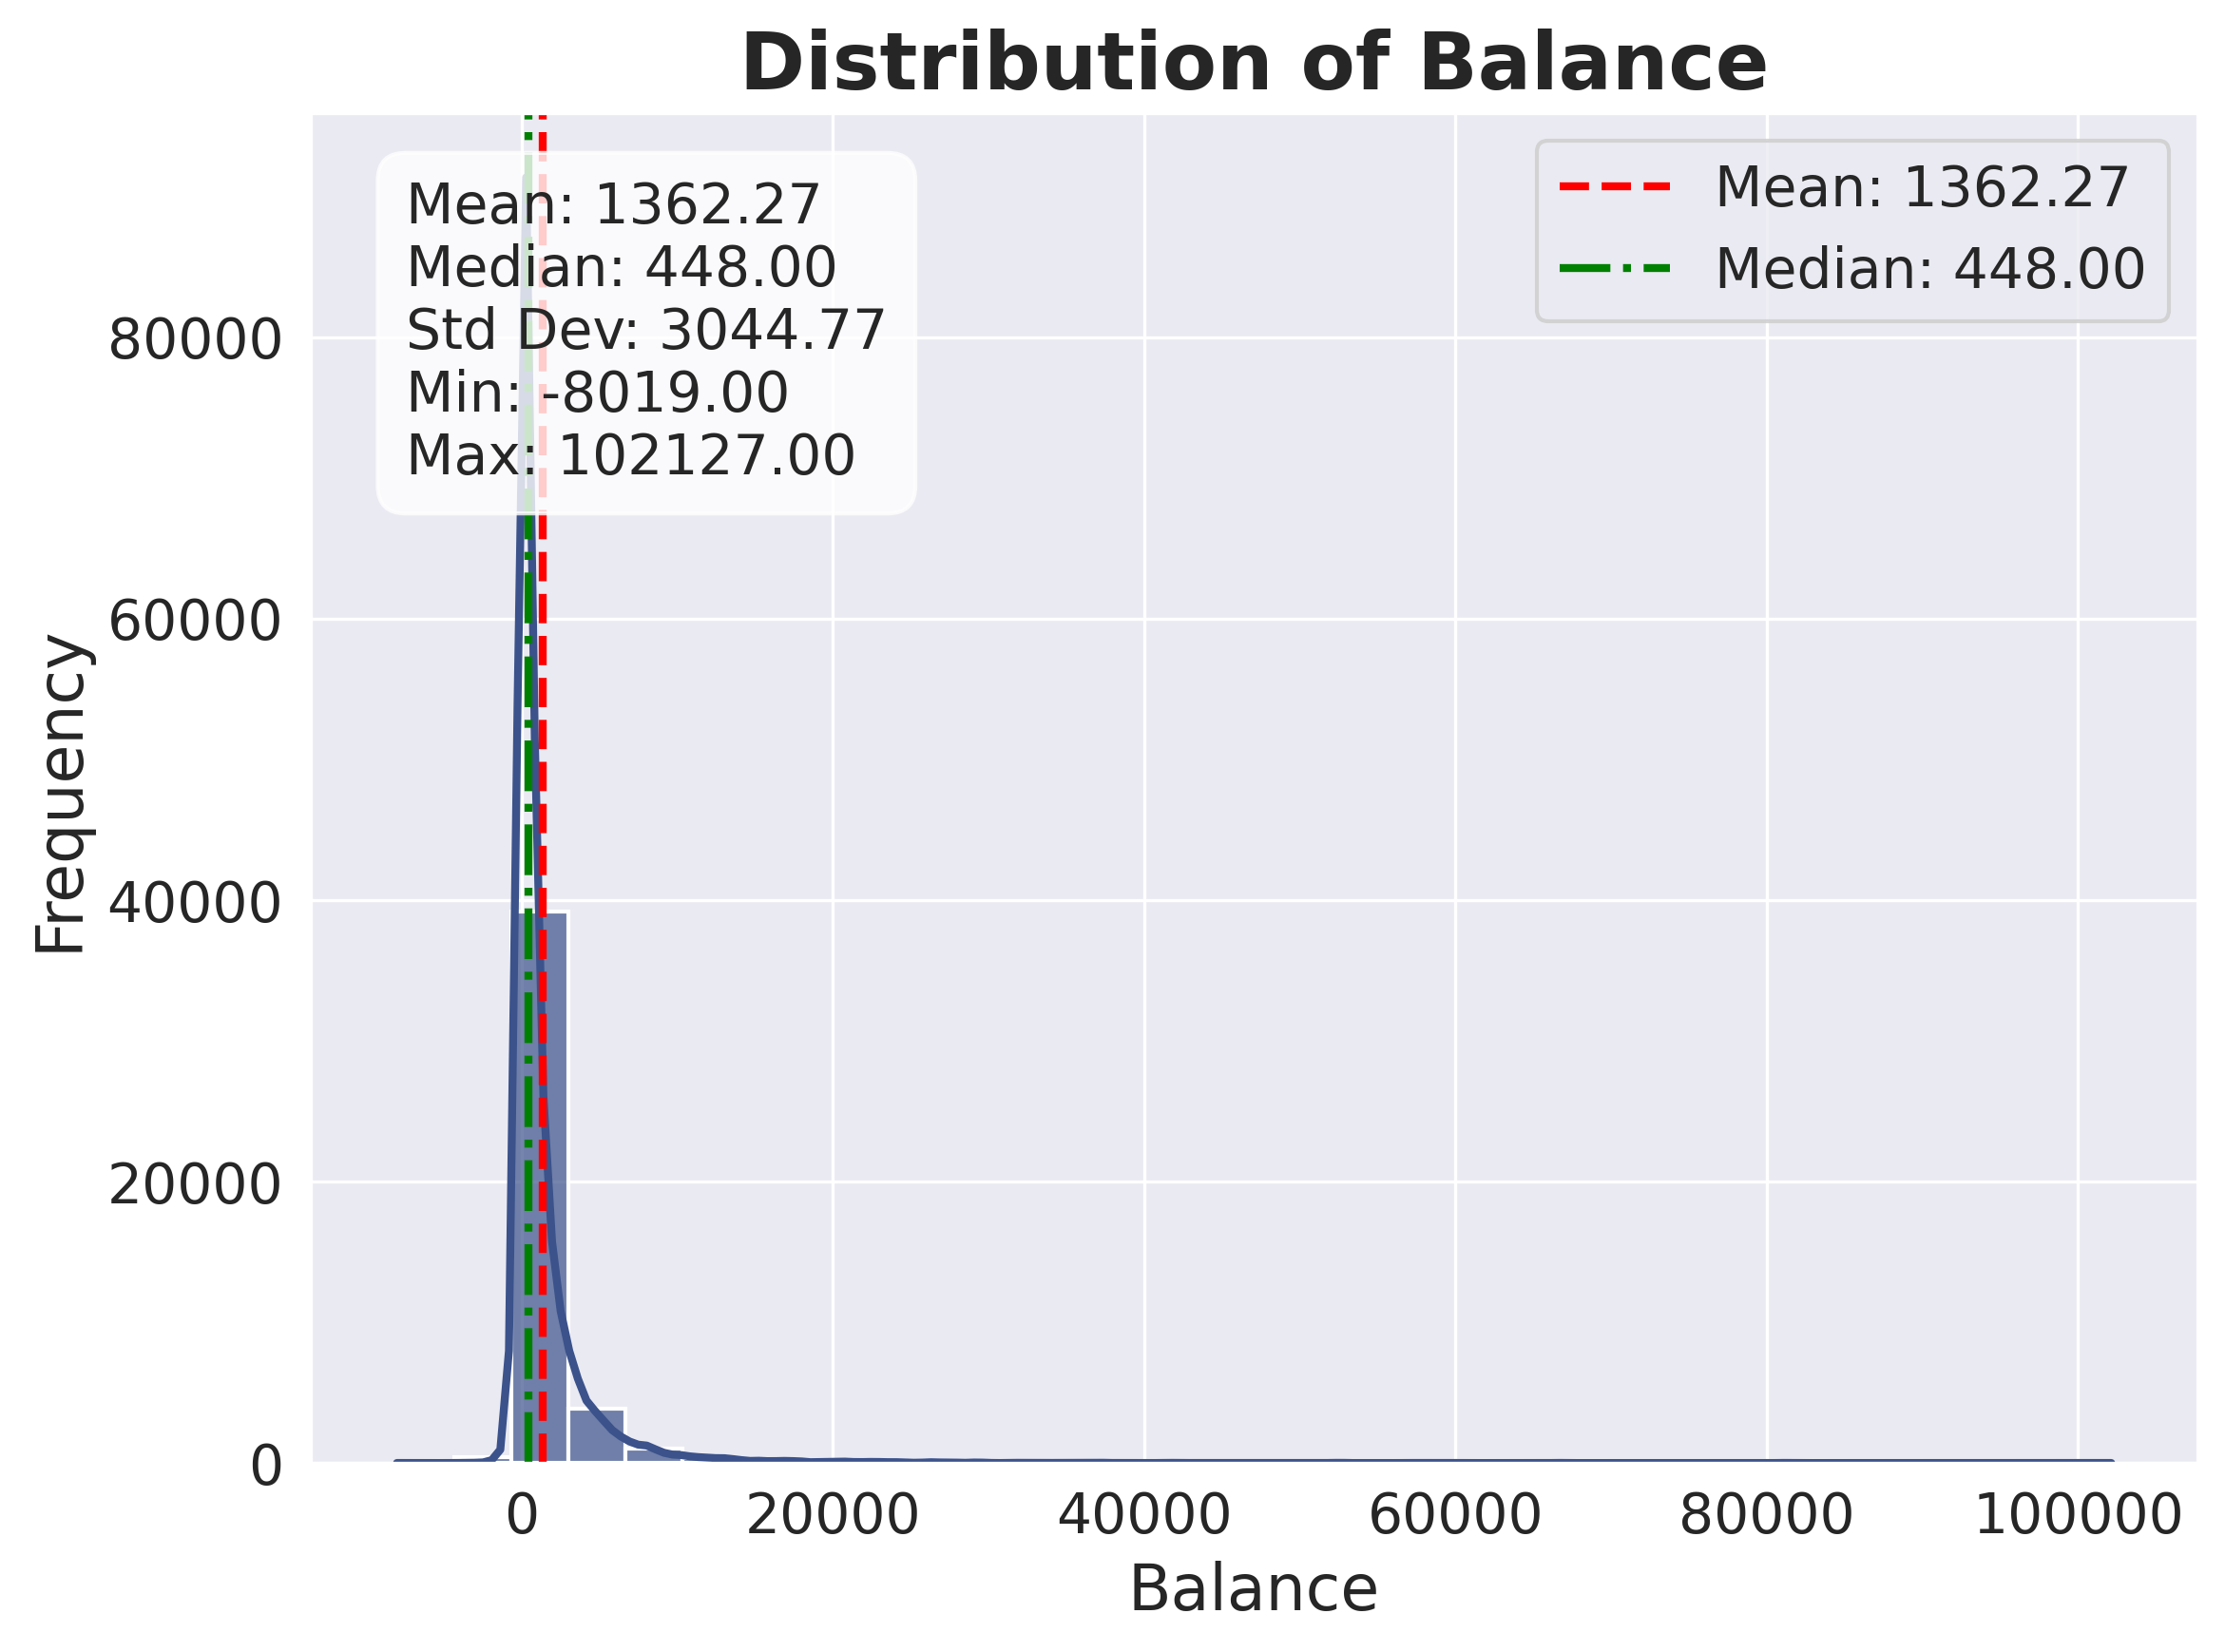 Distribution of Balance
Mean: 1362.27
Median: 448.00
Std Dev: 3044.77
Min: -8019.00
Max: 102127.00
Mean: 1362.27
Median: 448.00
Frequency
80000
60000
40000
20000
0
0 20000 40000 60000 80000 100000
Balance